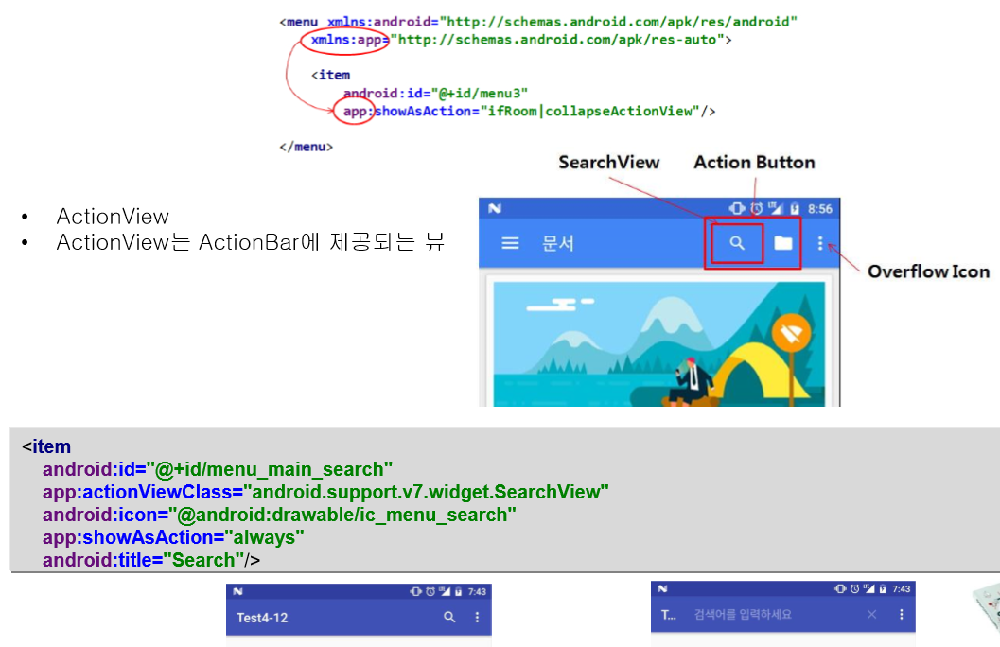 <menu xmlns:android="http://schemas.android.com/apk/res/android"
xmlns:app="http://schemas.android.com/apk/res-auto">
<item
android:id="@+id/menu3"
app:showAsAction="ifRoom|collapseActionView"/>
</menu>
SearchView Action Button
• ActionView
• ActionView는 ActionBar에 제공되는 뷰
8:56
문서
Overflow Icon
<item
android:id="@+id/menu_main_search"
app:actionViewClass="android.support.v7.widget.SearchView"
android:icon="@android:drawable/ic_menu_search"
app:showAsAction="always"
android:title="Search"/>
7:43
Test4-12
7:43
T... 검색어를 입력하세요